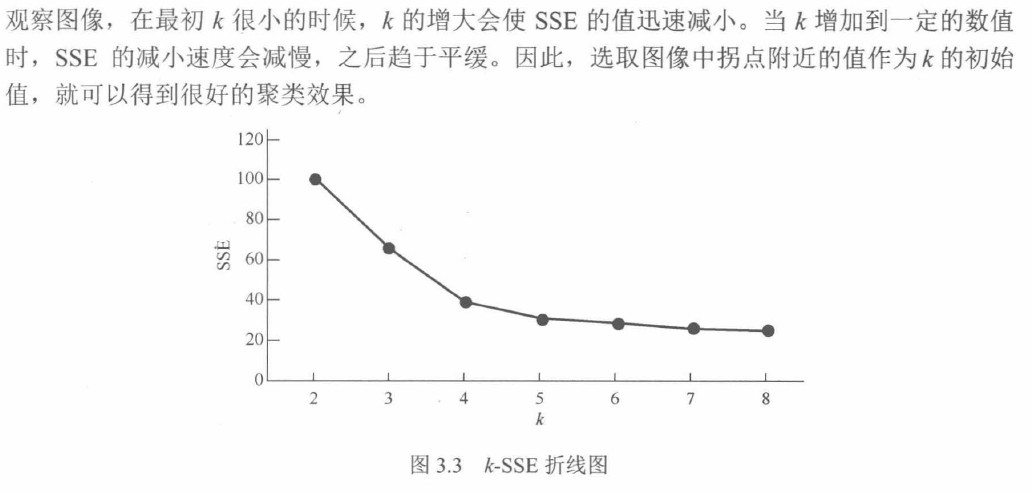 观察图像，在最初 k 很小的时候，k 的增大会使 SSE 的值迅速减小。当 k 增加到一定的数值
时，SSE 的减小速度会减慢，之后趋于平缓。因此，选取图像中拐点附近的值作为 k 的初始
值，就可以得到很好的聚类效果。
120
100
80
60
40
20
0
SSE
2 3 4 5 6 7 8
k
图 3.3 k-SSE 折线图